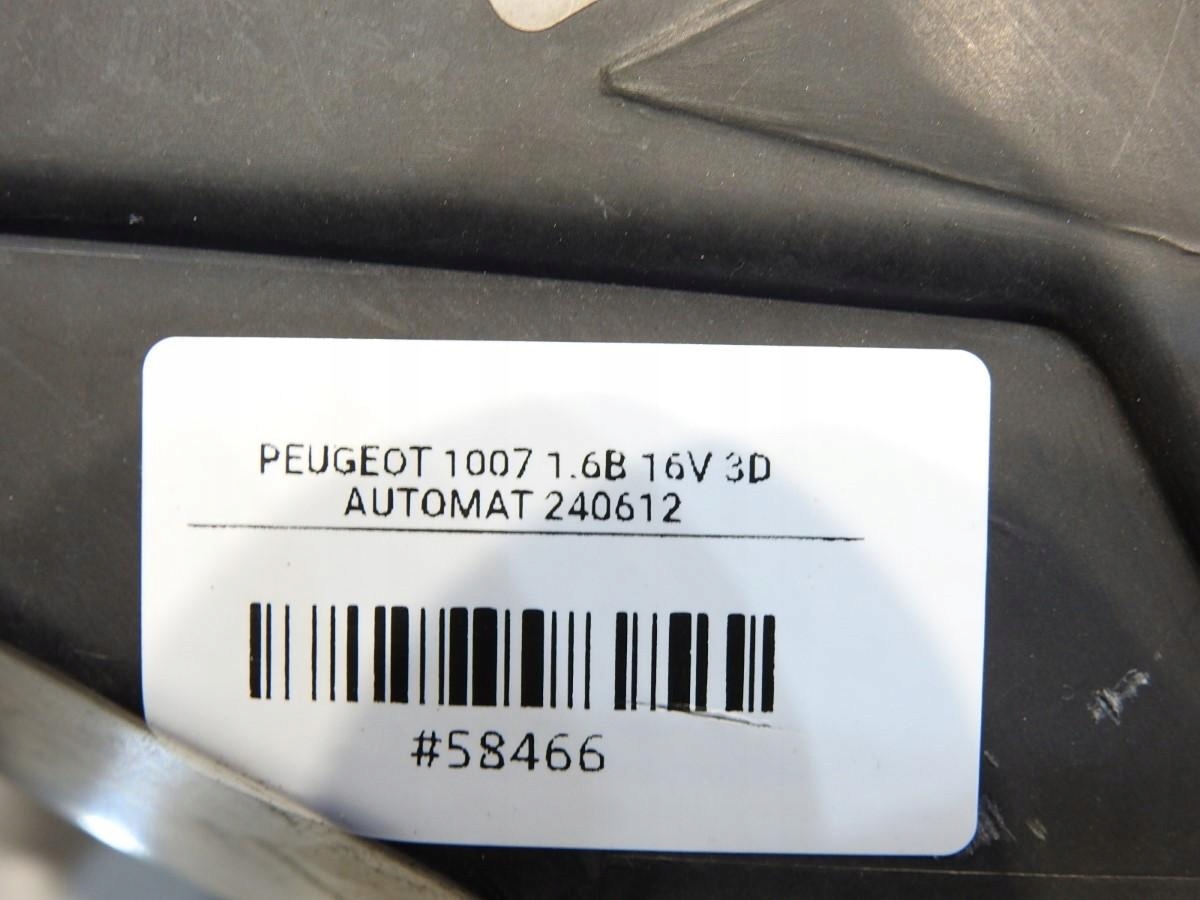 PEUGEOT 1007 1.6B 16V 3D
AUTOMAT 240612
#58466